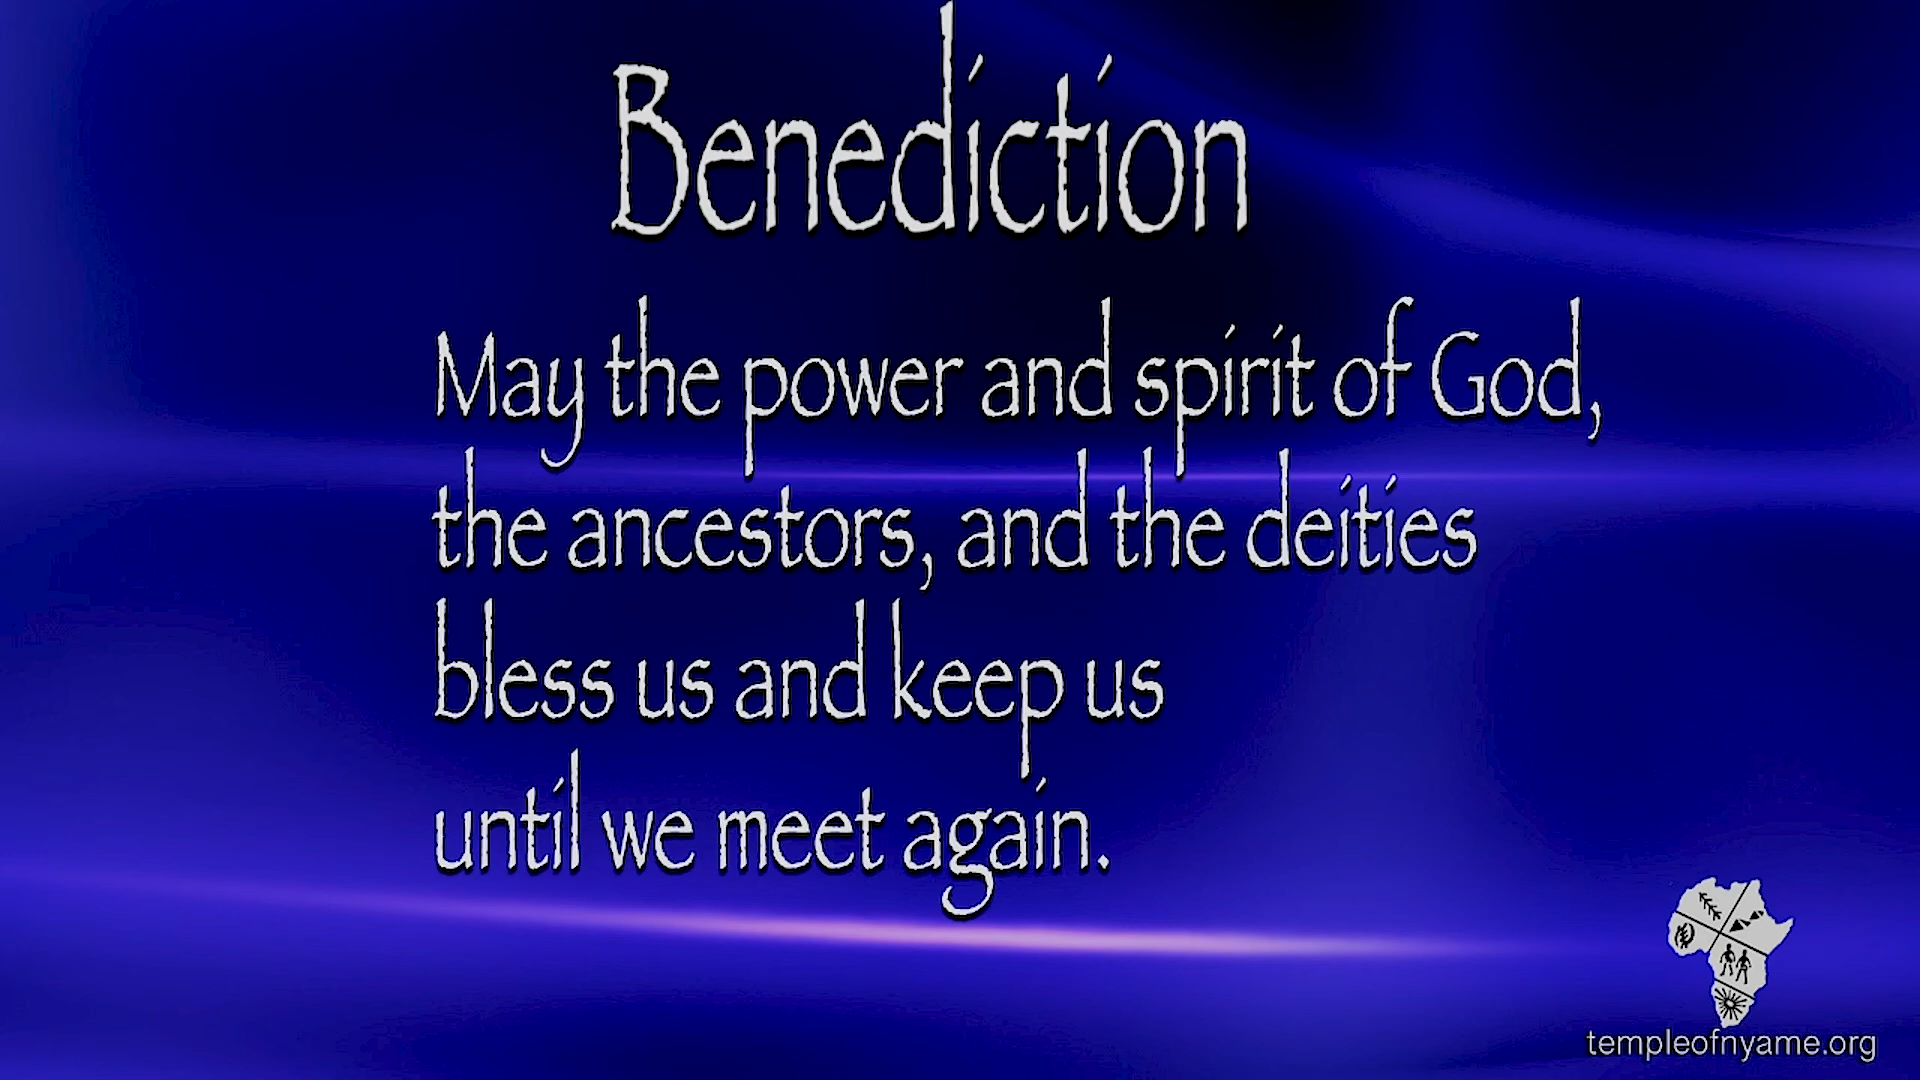 Benediction
May the power and spirit of God,
the ancestors, and the deities
bless us and keep us
until we meet again.
templeofnyame.org